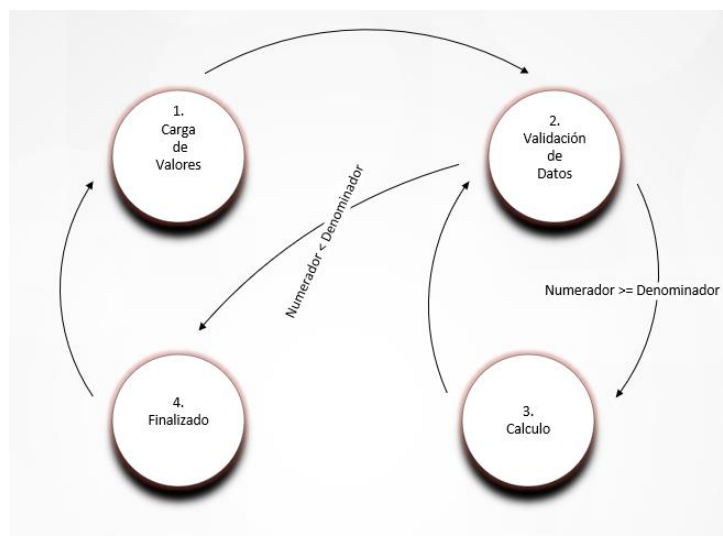 1.
Carga
de
Valores
2.
Validación
de
Datos
Numerador < Denominador
Numerador >= Denominador
4.
Finalizado
3.
Calculo